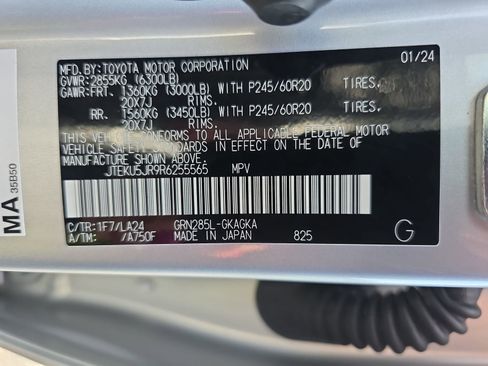 MFD.BY:TOYOTA MOTOR CORPORATION 01/24
GVWR: 2855KG (6300LB)
GAWR:FRT. 1360KG (3000LB) WITH P245/60R20 TIRES,
20X7J RIMS.
RR. 1560KG (3450LB) WITH P245/60R20 TIRES,
20X7J RIMS.
THIS VEHICLE CONFORMS TO ALL APPLICABLE FEDERAL MOTOR
VEHICLE SAFETY STANDARDS IN EFFECT ON THE DATE OF
MANUFACTURE SHOWN ABOVE.
JTEKU5JR9R6255565 MPV
C/TR:1F7/LA24 GRN285L-GKAGKA
A/TM: /A750F MADE IN JAPAN 825 G
MA 35B50